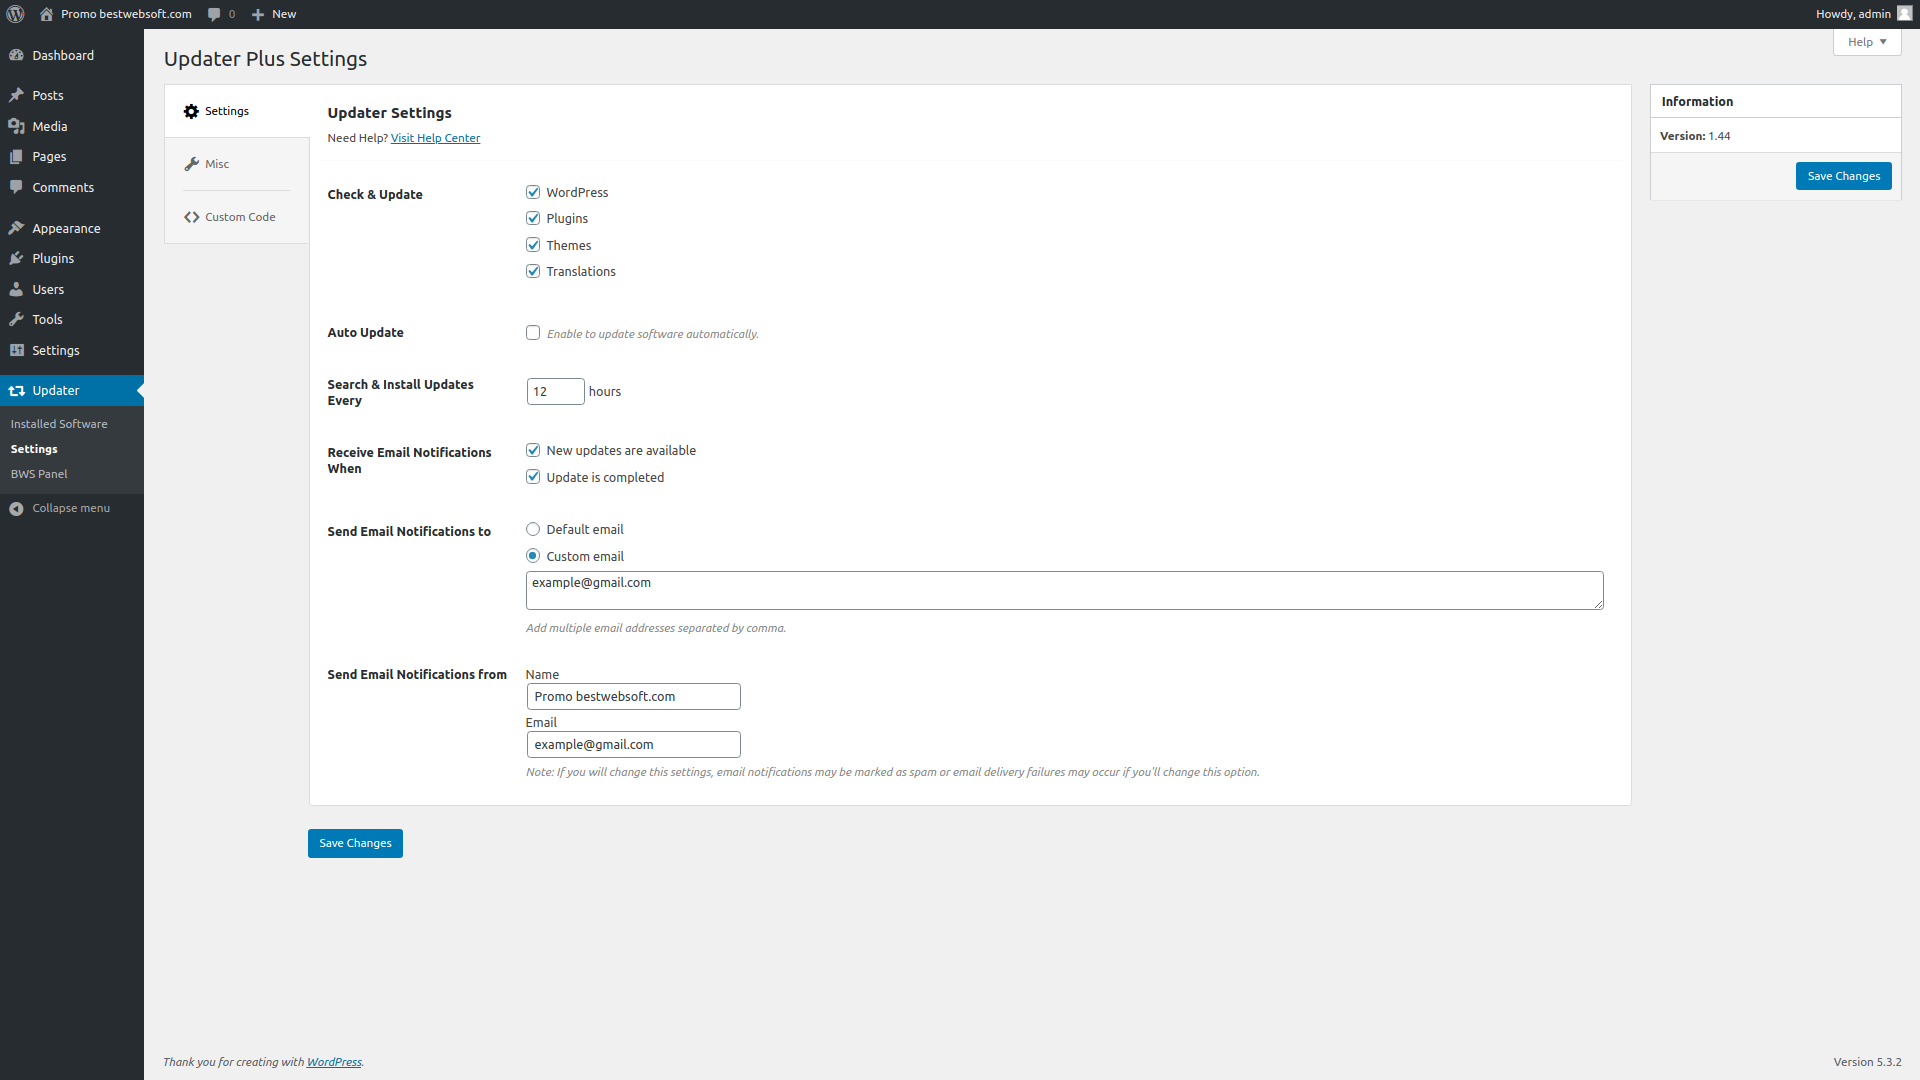 Promo bestwebsoft.com
0
New
Howdy, admin
Dashboard
Posts
Media
Pages
Comments
Appearance
Plugins
Users
Tools
Settings
Updater
Installed Software
Settings
BWS Panel
Collapse menu
Help
Updater Plus Settings
Settings
Misc
Custom Code
Updater Settings
Need Help? Visit Help Center
Check & Update
WordPress
Plugins
Themes
Translations
Auto Update
Enable to update software automatically.
Search & Install Updates
Every
12 hours
Receive Email Notifications
When
New updates are available
Update is completed
Send Email Notifications to
Default email
Custom email
example@gmail.com
Add multiple email addresses separated by comma.
Send Email Notifications from
Name
Promo bestwebsoft.com
Email
example@gmail.com
Note: If you will change this settings, email notifications may be marked as spam or email delivery failures may occur if you'll change this option.
Save Changes
Information
Version: 1.44
Save Changes
Thank you for creating with WordPress.
Version 5.3.2